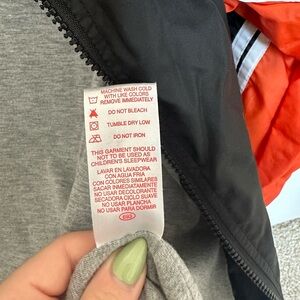 MACHINE WASH COLD
WITH LIKE COLORS
REMOVE IMMEDIATELY
DO NOT BLEACH
TUMBLE DRY LOW
DO NOT IRON
THIS GARMENT SHOULD
NOT BE USED AS
CHILDREN'S SLEEPWEAR
LAVAR EN LAVADORA
CON AGUA FRIA
CON COLORES SIMILARES
SACAR INMEDIATAMENTE
NO USAR DECOLORANTE
SECADORA CICLO SUAVE
NO USAR PLANCHA
NO USAR PARA DORMIR